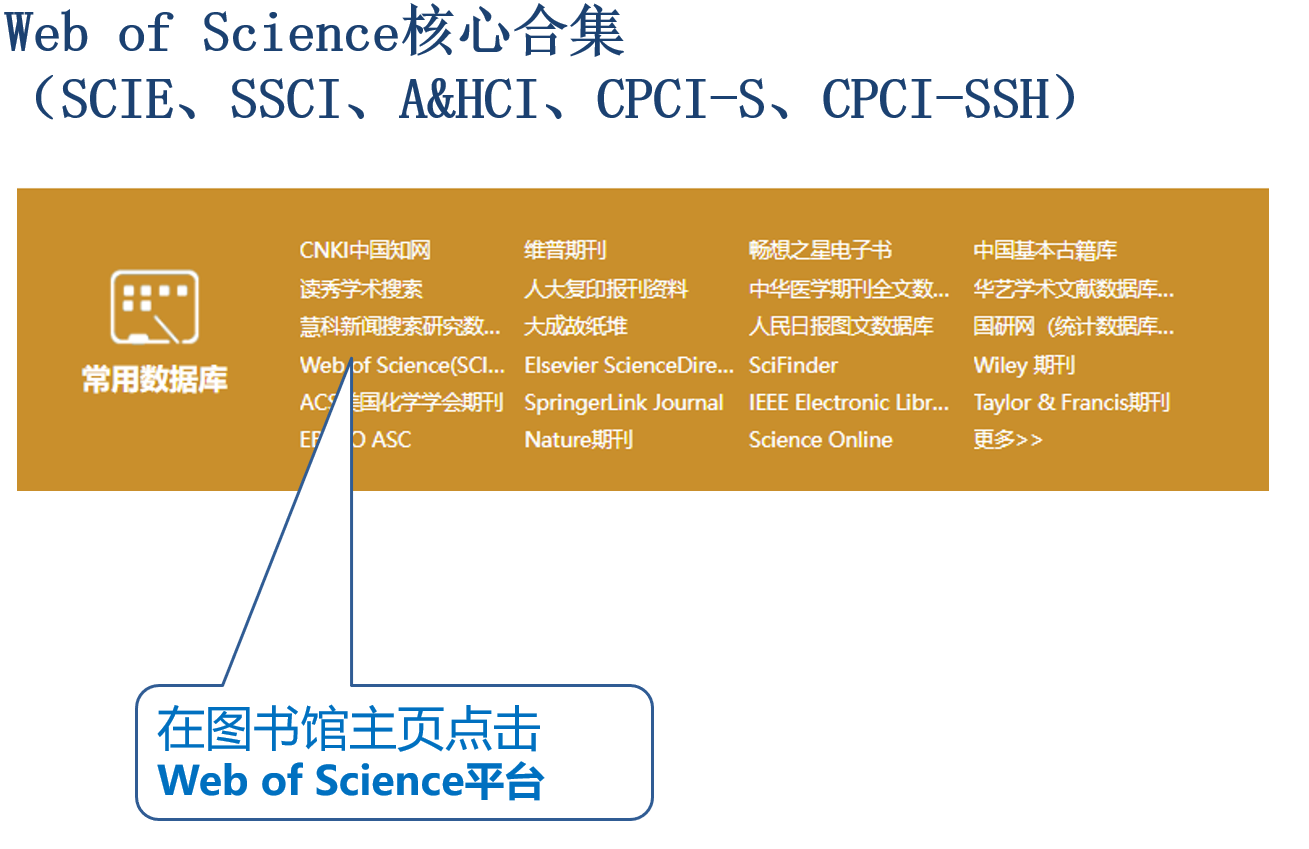 Web of Science核心合集
（SCIE、SSCI、A&HCI、CPCI-S、CPCI-SSH）
常用数据库
CNKI中国知网 维普期刊 畅想之星电子书 中国基本古籍库
读秀学术搜索 人大复印报刊资料 中华医学期刊全文数... 华艺学术文献数据库...
慧科新闻搜索研究数... 大成故纸堆 人民日报图文数据库 国研网（统计数据库...
Web of Science(SCI... Elsevier ScienceDire... SciFinder Wiley 期刊
ACS美国化学学会期刊 SpringerLink Journal IEEE Electronic Libr... Taylor & Francis期刊
ASC Nature期刊 Science Online 更多>>
在图书馆主页点击
Web of Science平台